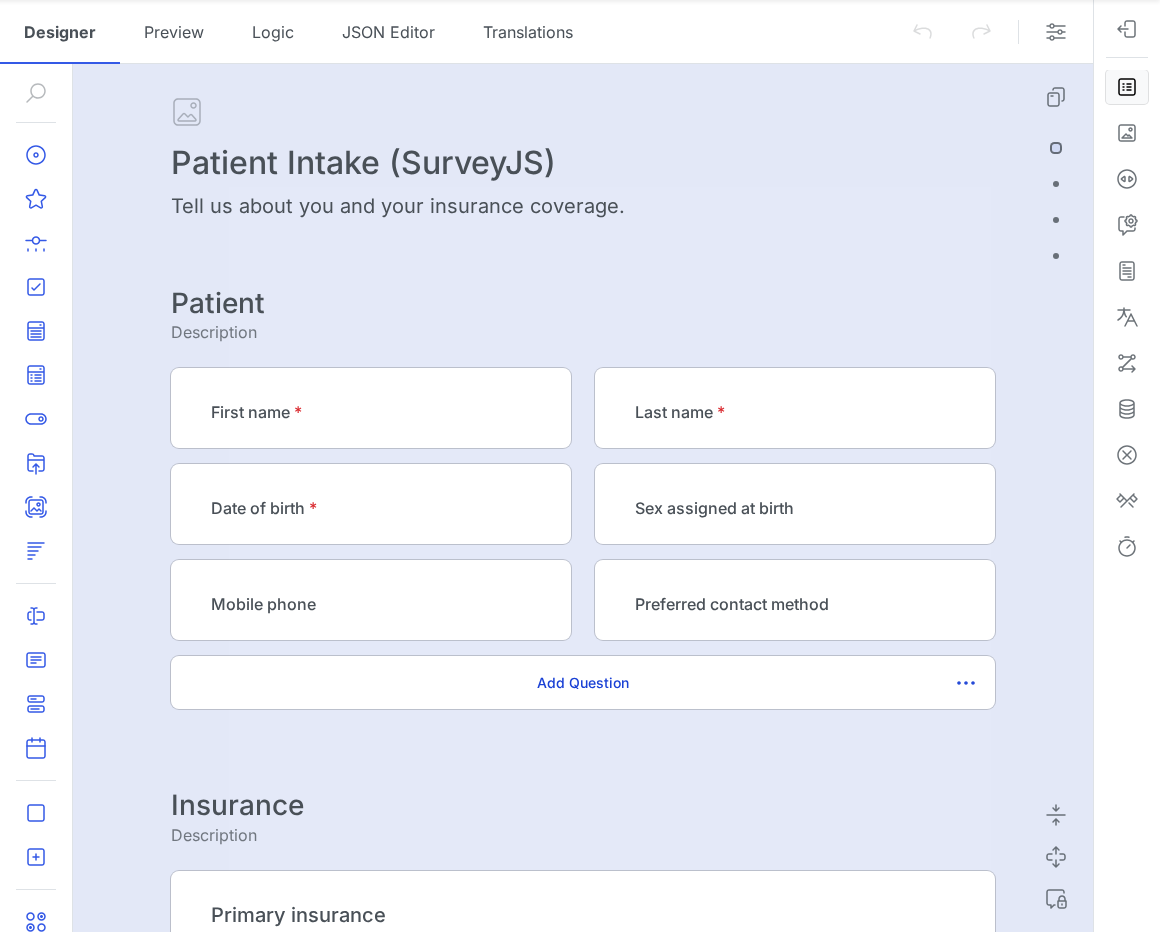 Designer Preview Logic JSON Editor Translations
Patient Intake (SurveyJS)
Tell us about you and your insurance coverage.
Patient
Description
First name * Last name *
Date of birth * Sex assigned at birth
Mobile phone Preferred contact method
Add Question
Insurance
Description
Primary insurance